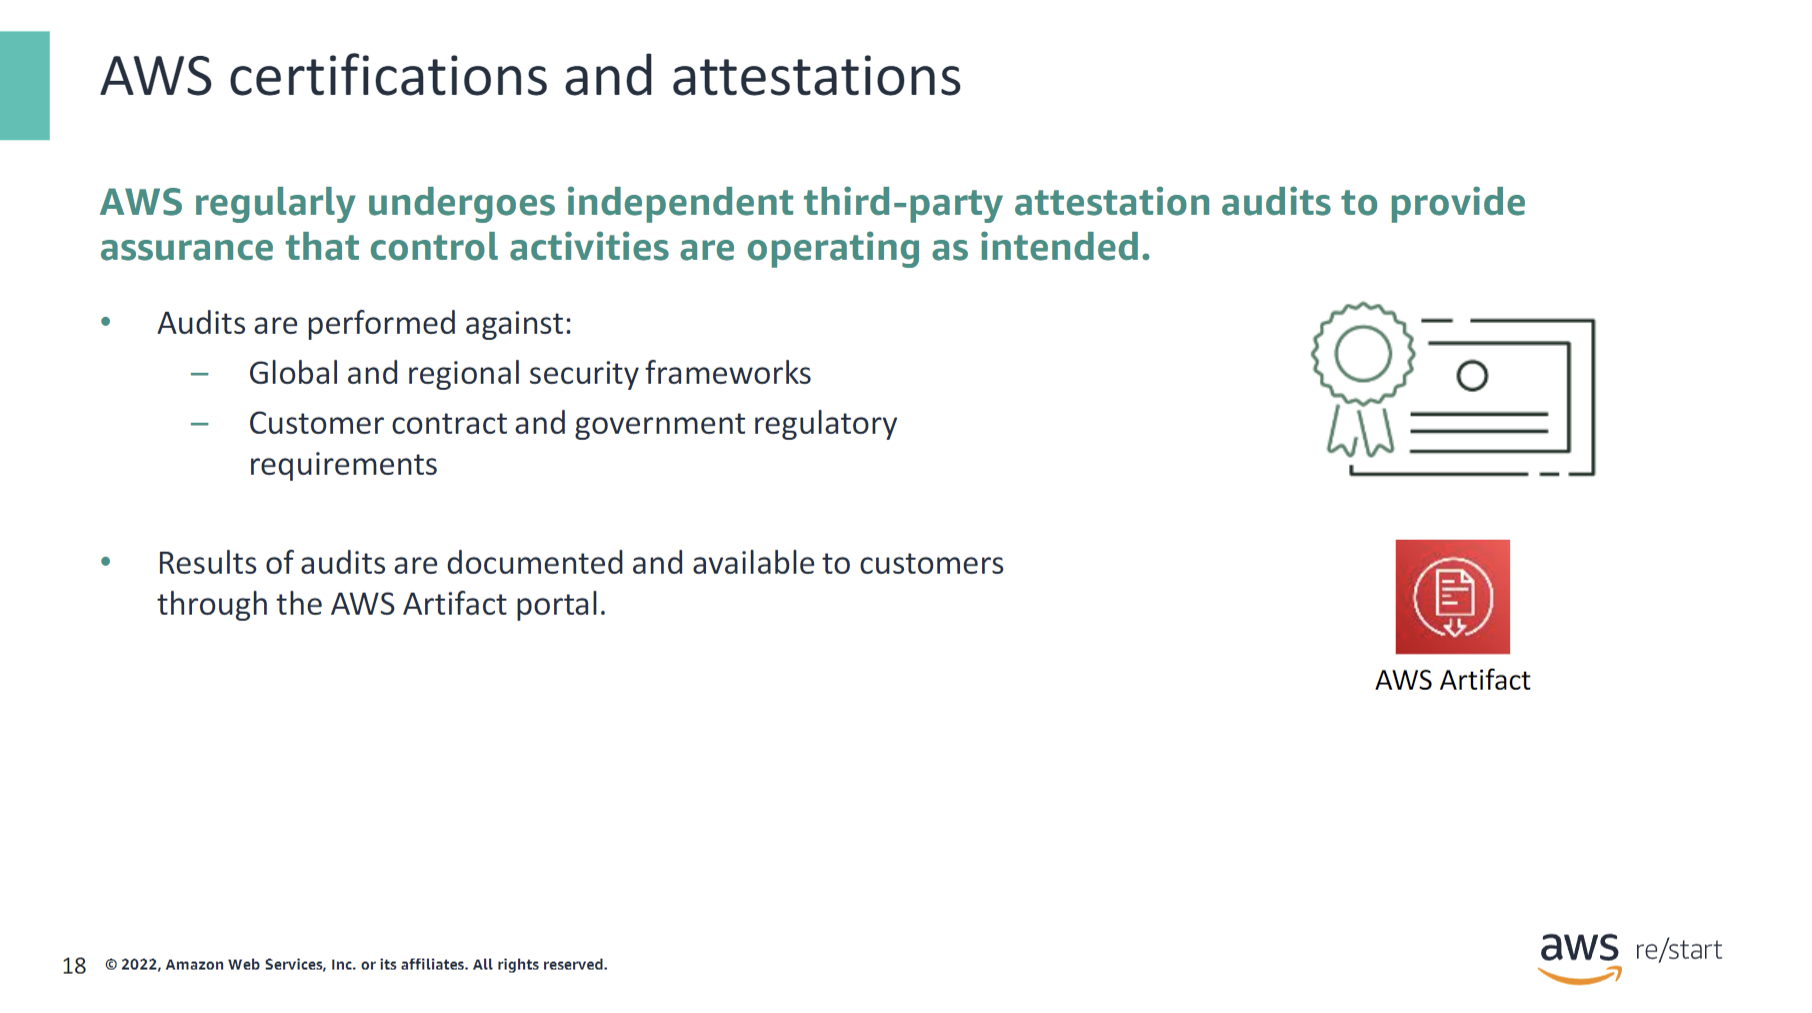 AWS certifications and attestations
AWS regularly undergoes independent third-party attestation audits to provide
assurance that control activities are operating as intended.
• Audits are performed against:
– Global and regional security frameworks
– Customer contract and government regulatory
requirements
• Results of audits are documented and available to customers
through the AWS Artifact portal.
AWS Artifact
18 © 2022, Amazon Web Services, Inc. or its affiliates. All rights reserved.
aws re/start